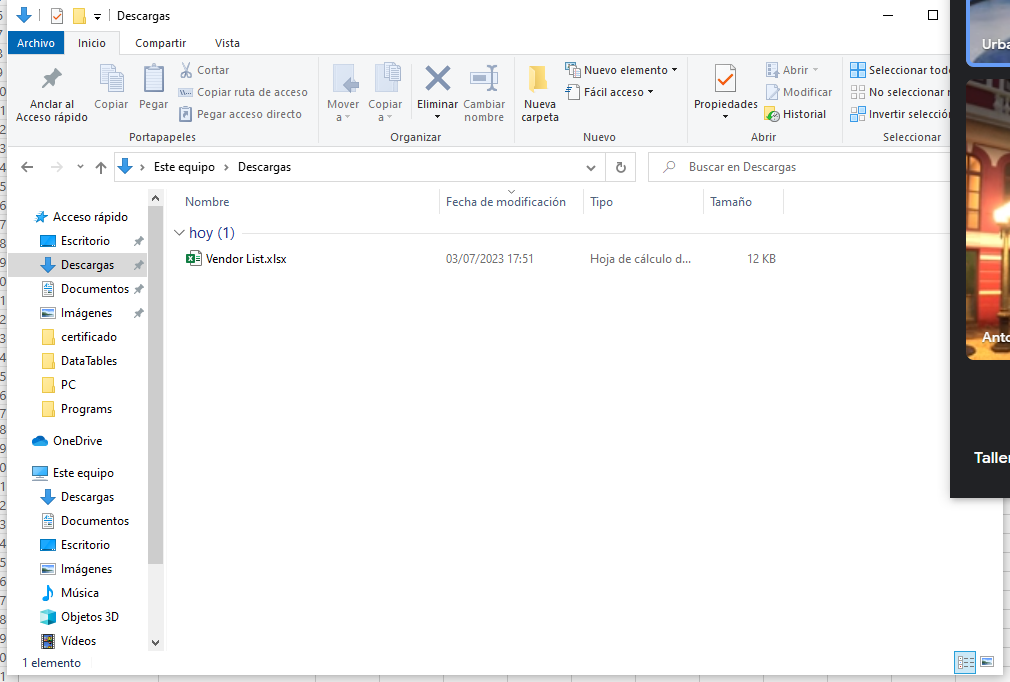 Descargas
Archivo Inicio Compartir Vista
Anclar al
Acceso rápido
Copiar
Pegar
Cortar
Copiar ruta de acceso
Pegar acceso directo
Portapapeles
Mover
a
Copiar
a
Eliminar
Cambiar
nombre
Organizar
Nueva
carpeta
Nuevo elemento
Fácil acceso
Nuevo
Propiedades
Abrir
Modificar
Historial
Abrir
Seleccionar tod
No seleccionar
Invertir selecció
Seleccionar
Este equipo > Descargas
Buscar en Descargas
Nombre Fecha de modificación Tipo Tamaño
hoy (1)
Vendor List.xlsx 03/07/2023 17:51 Hoja de cálculo d... 12 KB
Acceso rápido
Escritorio
Descargas
Documentos
Imágenes
certificado
DataTables
PC
Programs
OneDrive
Este equipo
Descargas
Documentos
Escritorio
Imágenes
Música
Objetos 3D
Vídeos
1 elemento
Urba
Anto
Taller